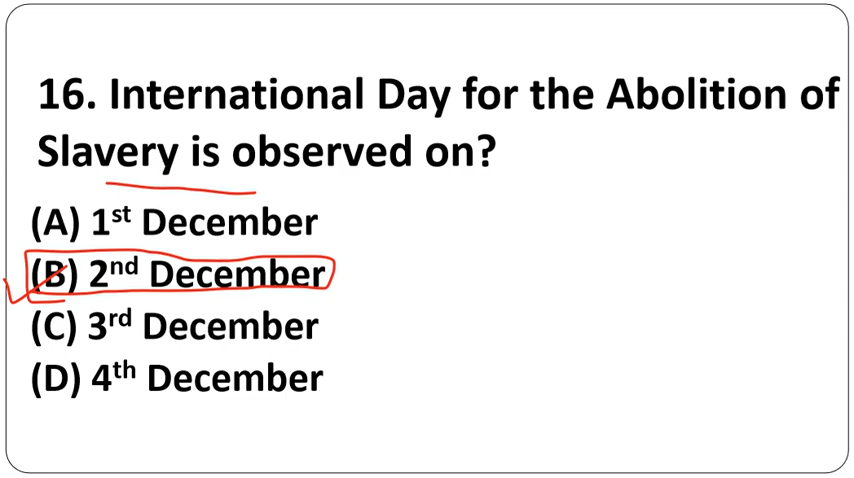 16. International Day for the Abolition of
Slavery is observed on?
(A) 1st December
(B) 2nd December
(C) 3rd December
(D) 4th December